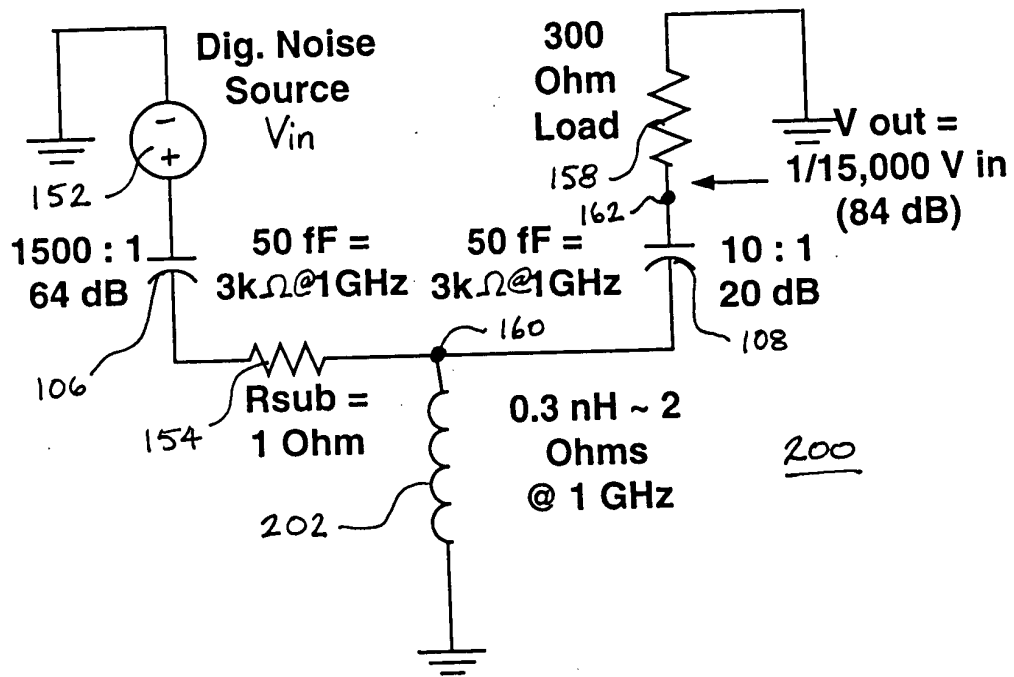 Dig. Noise
Source
Vin
152
300
Ohm
Load
158
162
V out =
1/15,000 V in
(84 dB)
1500 : 1
64 dB
106
50 fF =
3kΩ@1GHz
50 fF =
3kΩ@1GHz
10 : 1
20 dB
108
160
Rsub =
1 Ohm
154
0.3 nH ~ 2
Ohms
@ 1 GHz
202
200